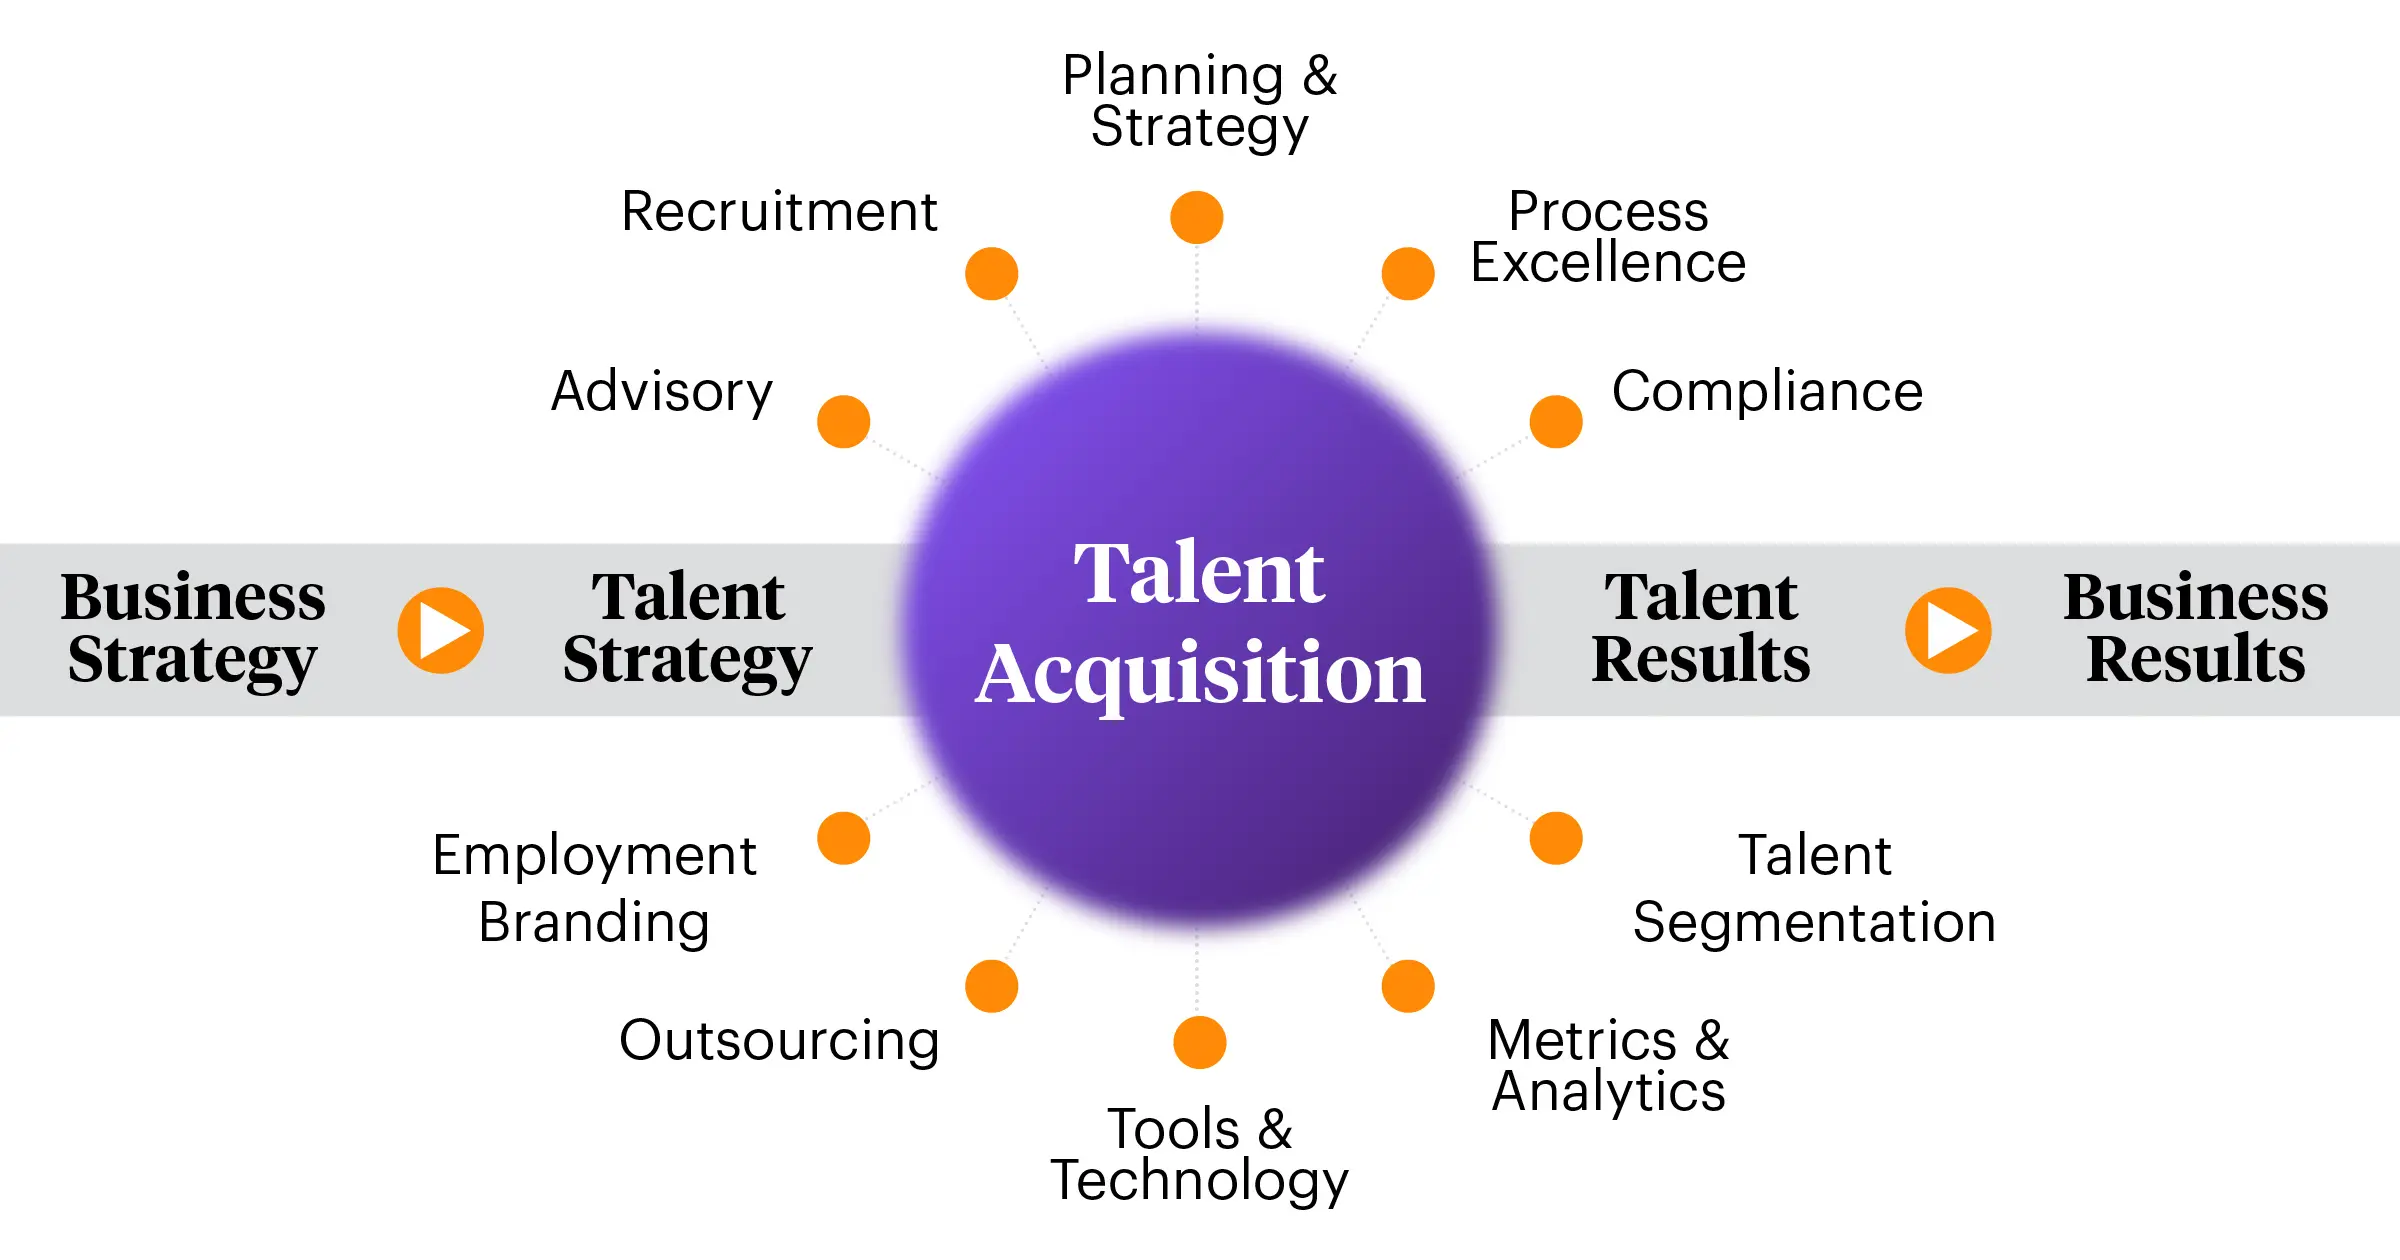 Planning &
Strategy
Recruitment
Process
Excellence
Advisory
Compliance
Business
Strategy
Talent
Strategy
Talent
Acquisition
Talent
Results
Business
Results
Employment
Branding
Talent
Segmentation
Outsourcing
Metrics &
Analytics
Tools &
Technology